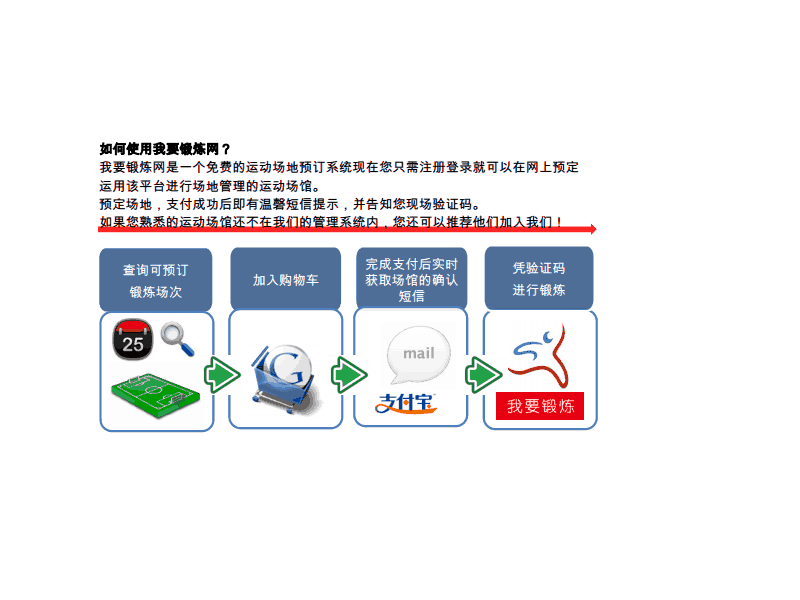 如何使用我要锻炼网？
我要锻炼网是一个免费的运动场地预订系统现在您只需注册登录就可以在网上预定
运用该平台进行场地管理的运动场馆。
预定场地，支付成功后即有温馨短信提示，并告知您现场验证码。
如果您熟悉的运动场馆还不在我们的管理系统内，您还可以推荐他们加入我们！
查询可预订
锻炼场次
加入购物车
完成支付后实时
获取场馆的确认
短信
凭验证码
进行锻炼
25
G
mail
支付宝
我要锻炼